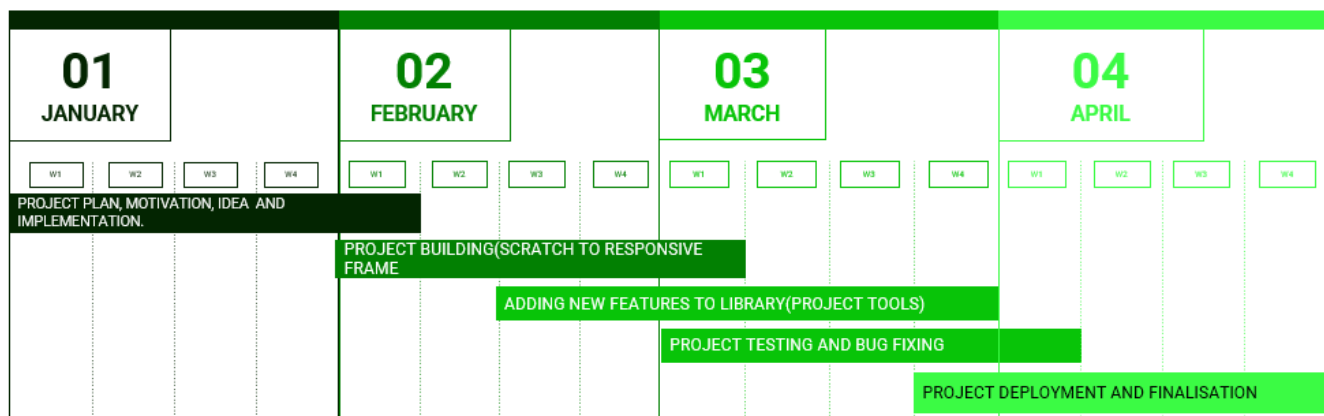 01
JANUARY
02
FEBRUARY
03
MARCH
04
APRIL
W1 W2 W3 W4 W1 W2 W3 W4 W1 W2 W3 W4 W1 W2 W3 W4
PROJECT PLAN, MOTIVATION, IDEA AND
IMPLEMENTATION.
PROJECT BUILDING(SCRATCH TO RESPONSIVE
FRAME
ADDING NEW FEATURES TO LIBRARY(PROJECT TOOLS)
PROJECT TESTING AND BUG FIXING
PROJECT DEPLOYMENT AND FINALISATION